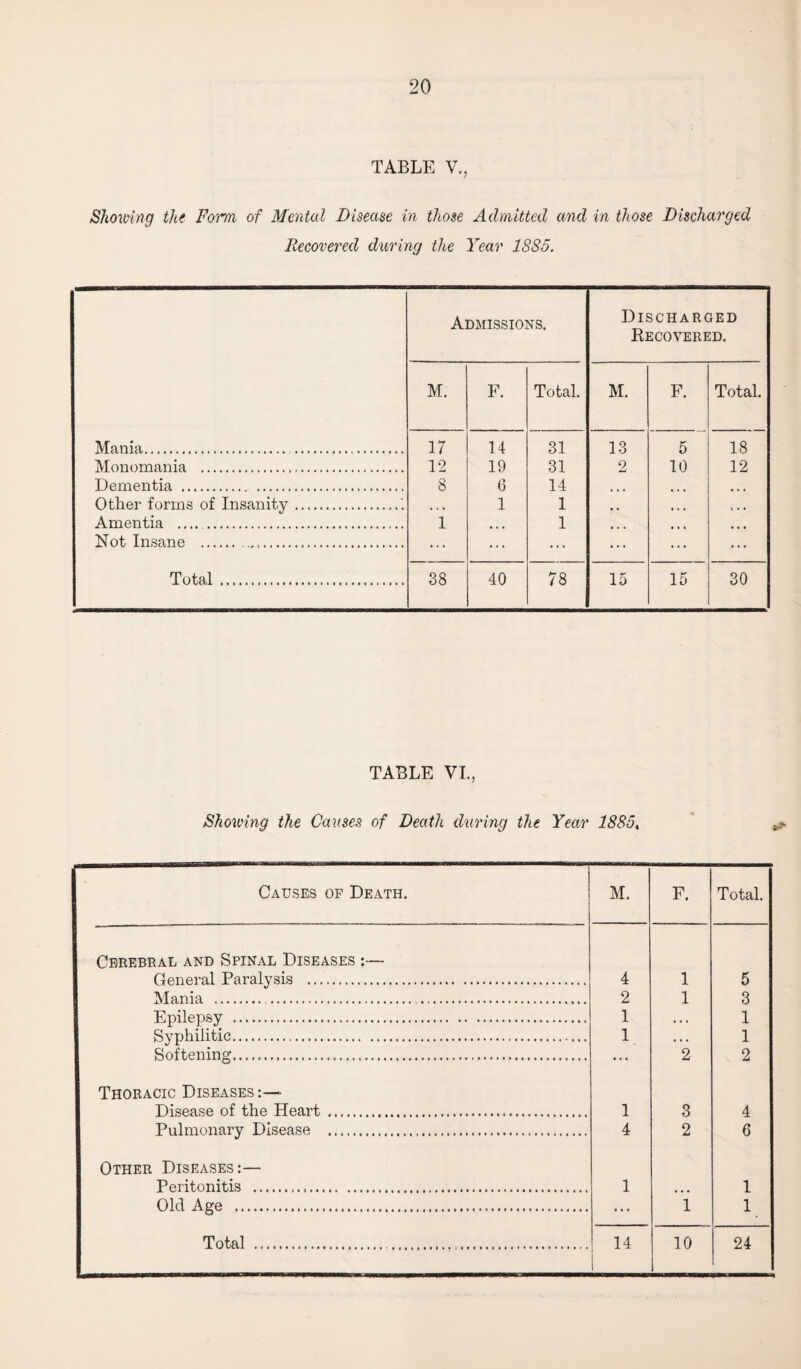 20
TABLE V.,
Showing the Form of Mental Disease in those Admitted and in those Discharged
Recovered during the Year 1885.
Admissions. Discharged Recovered.
M. F. Total. M. F. Total.
Mania........................ 17 14 31 13 5 18
Monomania ........................ 12 19 31 2 10 12
Dementia ........................ 8 6 14 ... ... ...
Other forms of Insanity ........................ ... 1 1 .. ... ...
Amentia ........................ 1 ... 1 ... ... ...
Not Insane ........................ ... ... ... ... ... ...
Total ........................ 38 40 78 15 15 30
TABLE VI.,
Showing the Causes of Death during the Year 1885.
Causes of Death. M. F. Total.
Cerebral and Spinal Diseases :—
General Paralysis ........................ 4 1 5
Mania ........................ 2 1 3
Epilepsy ........................ 1 ... 1
Syphilitic........................ 1 ... 1
Softening........................ ... 2 2
Thoracic Diseases :—
Disease of the Heart ........................ 1 3 4
Pulmonary Disease ........................ 4 2 6
Other Diseases :—
Peritonitis ........................ 1 ... 1
Old Age ........................ ... 1 1
Total ........................ 14 10 24